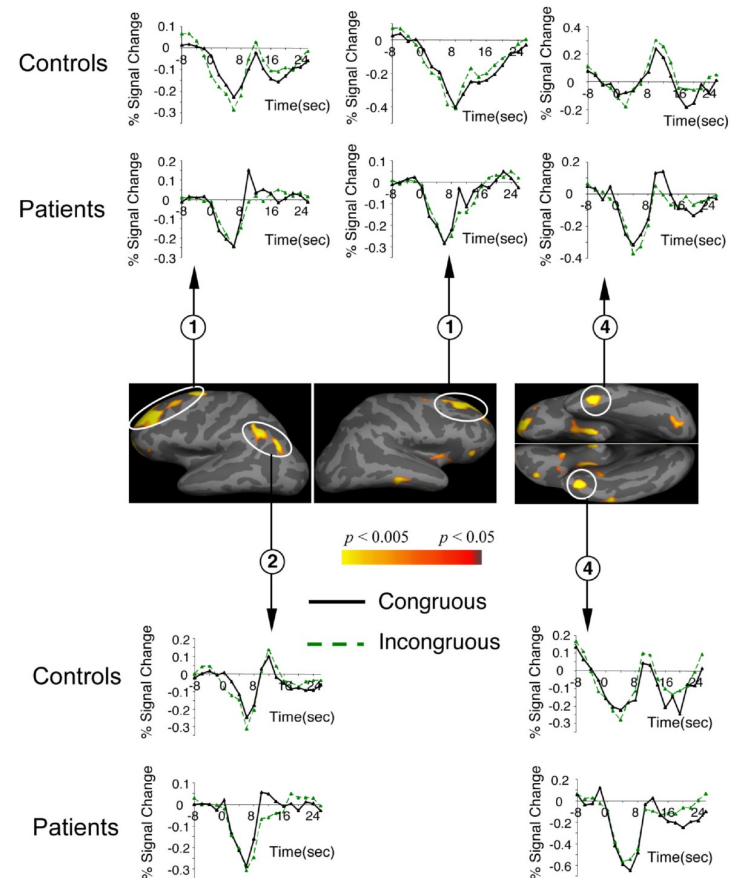 Controls
% Signal Change
0.1
0
-0.1
-0.2
-0.3
-8 0 8 16 24
Time(sec)
% Signal Change
0
-0.2
-0.4
-8 0 8 16 24
Time(sec)
% Signal Change
0.4
0.2
0
-0.2
-8 0 8 16 24
Time(sec)
Patients
% Signal Change
0.2
0.1
0
-0.1
-0.2
-0.3
-8 0 8 16 24
Time(sec)
% Signal Change
0.1
0
-0.1
-0.2
-0.3
-8 0 8 16 24
Time(sec)
% Signal Change
0.2
0
-0.2
-0.4
-8 0 8 16 24
Time(sec)
1
1
4
p < 0.005 p < 0.05
2
4
Congruous
Incongruous
Controls
% Signal Change
0.2
0.1
0
-0.1
-0.2
-0.3
-8 0 8 16 24
Time(sec)
% Signal Change
0.2
0.1
0
-0.1
-0.2
-0.3
-8 0 8 16 24
Time(sec)
Patients
% Signal Change
0.1
0
-0.1
-0.2
-0.3
-8 0 8 16 24
Time(sec)
% Signal Change
0.2
0
-0.2
-0.4
-0.6
-8 0 8 16 24
Time(sec)